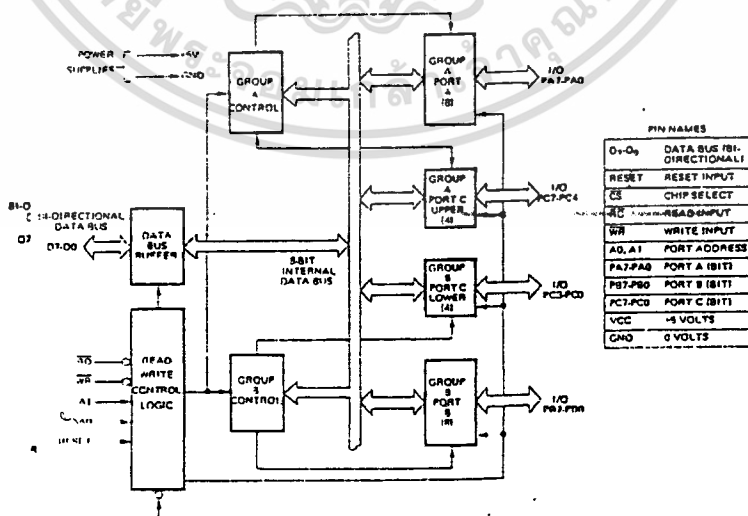 POWER
SUPPLIES
+5V
GND
GROUP
A
CONTROL
GROUP
A
PORT
A
(8)
I/O
PA7-PA0
GROUP
A
PORT C
UPPER
(4)
I/O
PC7-PC4
BI-DIRECTIONAL
DATA BUS
D7
D7-D0
DATA
BUS
BUFFER
8-BIT
INTERNAL
DATA BUS
GROUP
B
PORT C
LOWER
(4)
I/O
PC3-PC0
RD
WR
A1
READ
WRITE
CONTROL
LOGIC
GROUP
B
CONTROL
GROUP
B
PORT
B
(8)
I/O
PIN NAMES
DATA BUS (BI-
DIRECTIONAL)
RESET RESET INPUT
CS CHIP SELECT
READ INPUT
WR WRITE INPUT
A0, A1 PORT ADDRESS
PA7-PA0 PORT A (BIT)
PB7-PB0 PORT B (BIT)
PC7-PC0 PORT C (BIT)
VCC +5 VOLTS
GND 0 VOLTS